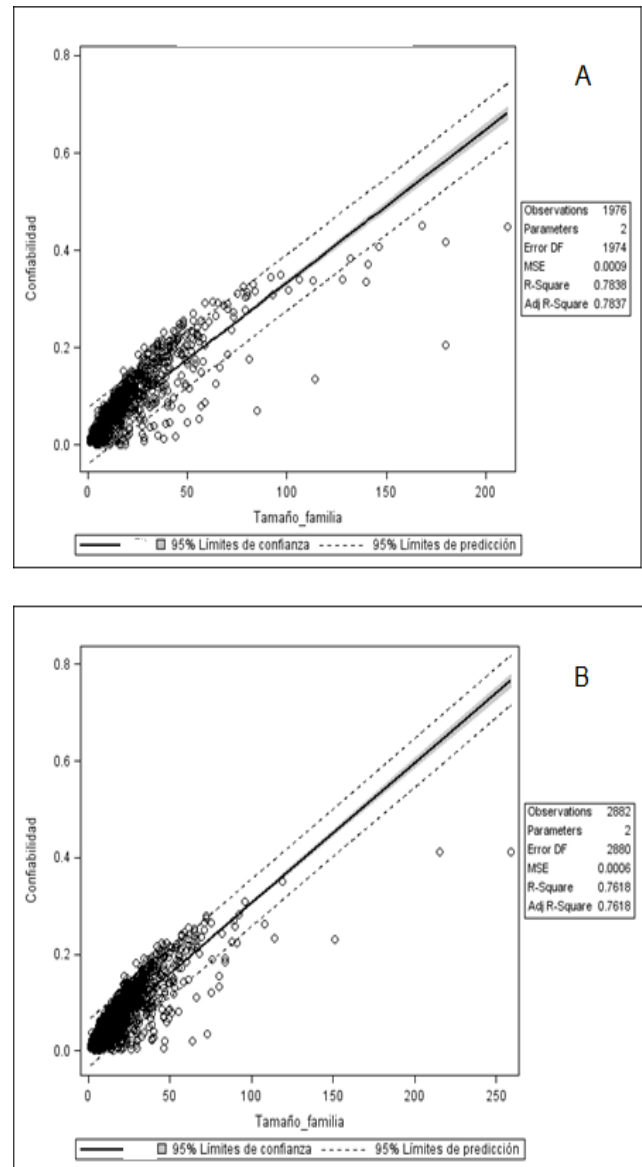 A
0.8
0.6
0.4
0.2
0.0
Confiabilidad
0 50 100 150 200
Tamaño_familia
Observations 1976
Parameters 2
Error DF 1974
MSE 0.0009
R-Square 0.7838
Adj R-Square 0.7837
95% Límites de confianza 95% Límites de predicción
B
0.8
0.6
0.4
0.2
0.0
Confiabilidad
0 50 100 150 200 250
Tamaño_familia
Observations 2882
Parameters 2
Error DF 2880
MSE 0.0006
R-Square 0.7618
Adj R-Square 0.7618
95% Límites de confianza 95% Límites de predicción